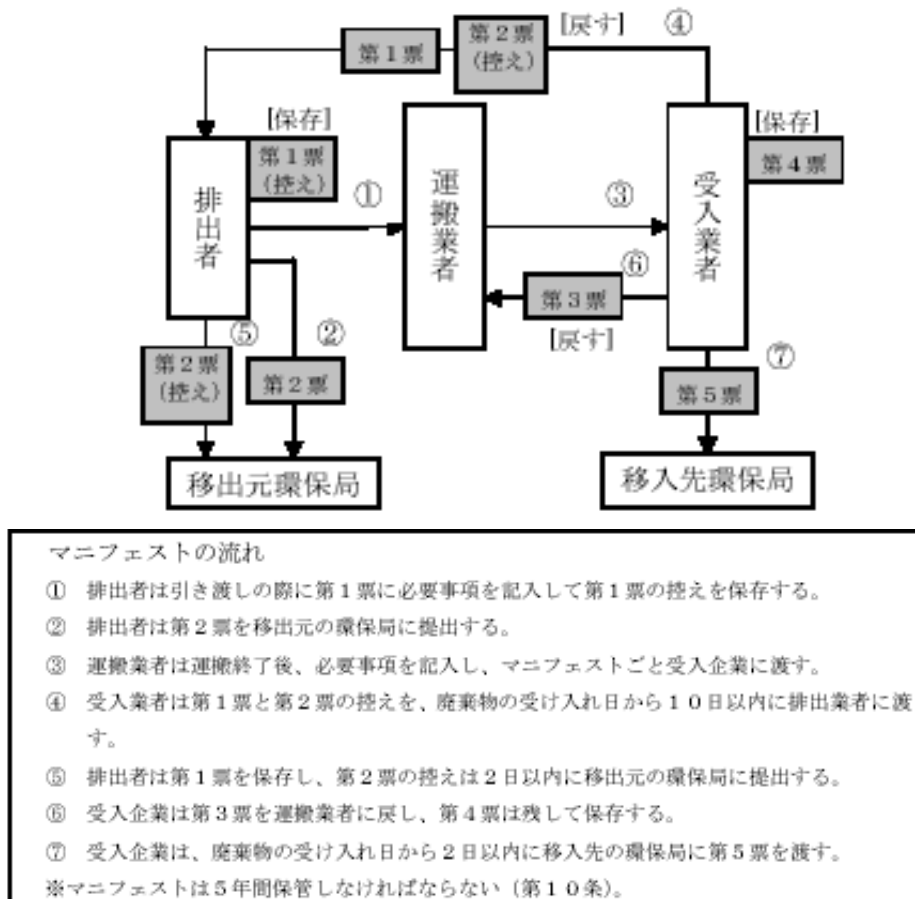 第２票
(控え)
[戻す]
④
第１票
[保存]
第１票
(控え)
[保存]
第４票
排出者
①
運搬業者
③
受入業者
⑥
第３票
[戻す]
⑤
②
⑦
第２票
(控え)
第２票
第５票
移出元環保局
移入先環保局
マニフェストの流れ
① 排出者は引き渡しの際に第１票に必要事項を記入して第１票の控えを保存する。
② 排出者は第２票を移出元の環保局に提出する。
③ 運搬業者は運搬終了後、必要事項を記入し、マニフェストごと受入企業に渡す。
④ 受入業者は第１票と第２票の控えを、廃棄物の受け入れ日から１０日以内に排出業者に渡
す。
⑤ 排出者は第１票を保存し、第２票の控えは２日以内に移出元の環保局に提出する。
⑥ 受入企業は第３票を運搬業者に戻し、第４票は残して保存する。
⑦ 受入企業は、廃棄物の受け入れ日から２日以内に移入先の環保局に第５票を渡す。
※マニフェストは５年間保管しなければならない（第１０条）。